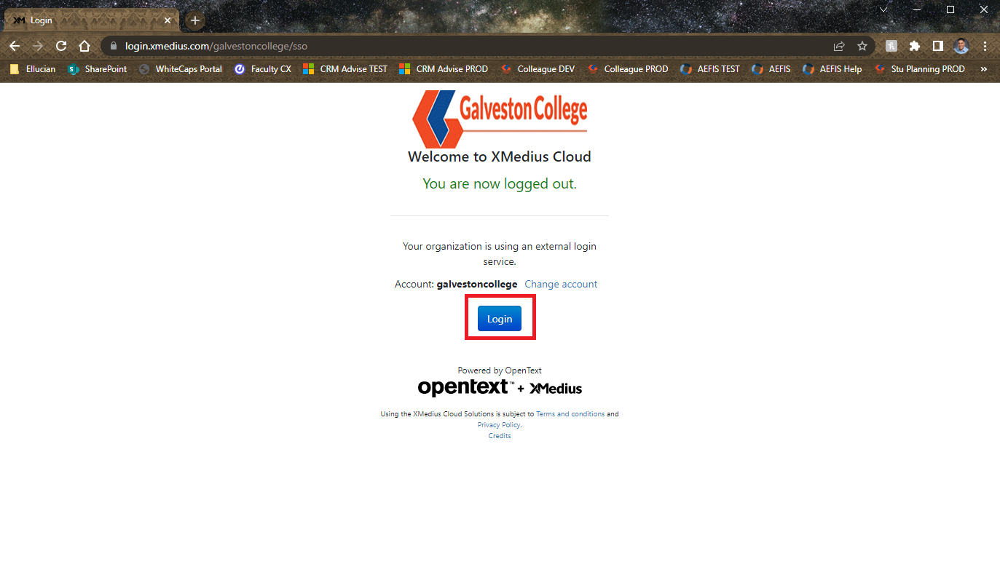 XM Login
login.xmedius.com/galvestoncollege/sso
Ellucian SharePoint WhiteCaps Portal Faculty CX CRM Advise TEST CRM Advise PROD Colleague DEV Colleague PROD AEFIS TEST AEFIS AEFIS Help Stu Planning PROD »
Galveston College
Welcome to XMedius Cloud
You are now logged out.
Your organization is using an external login
service.
Account: galvestoncollege Change account
Login
Powered by OpenText
opentext™ + XMedius
Using the XMedius Cloud Solutions is subject to Terms and conditions and
Privacy Policy.
Credits